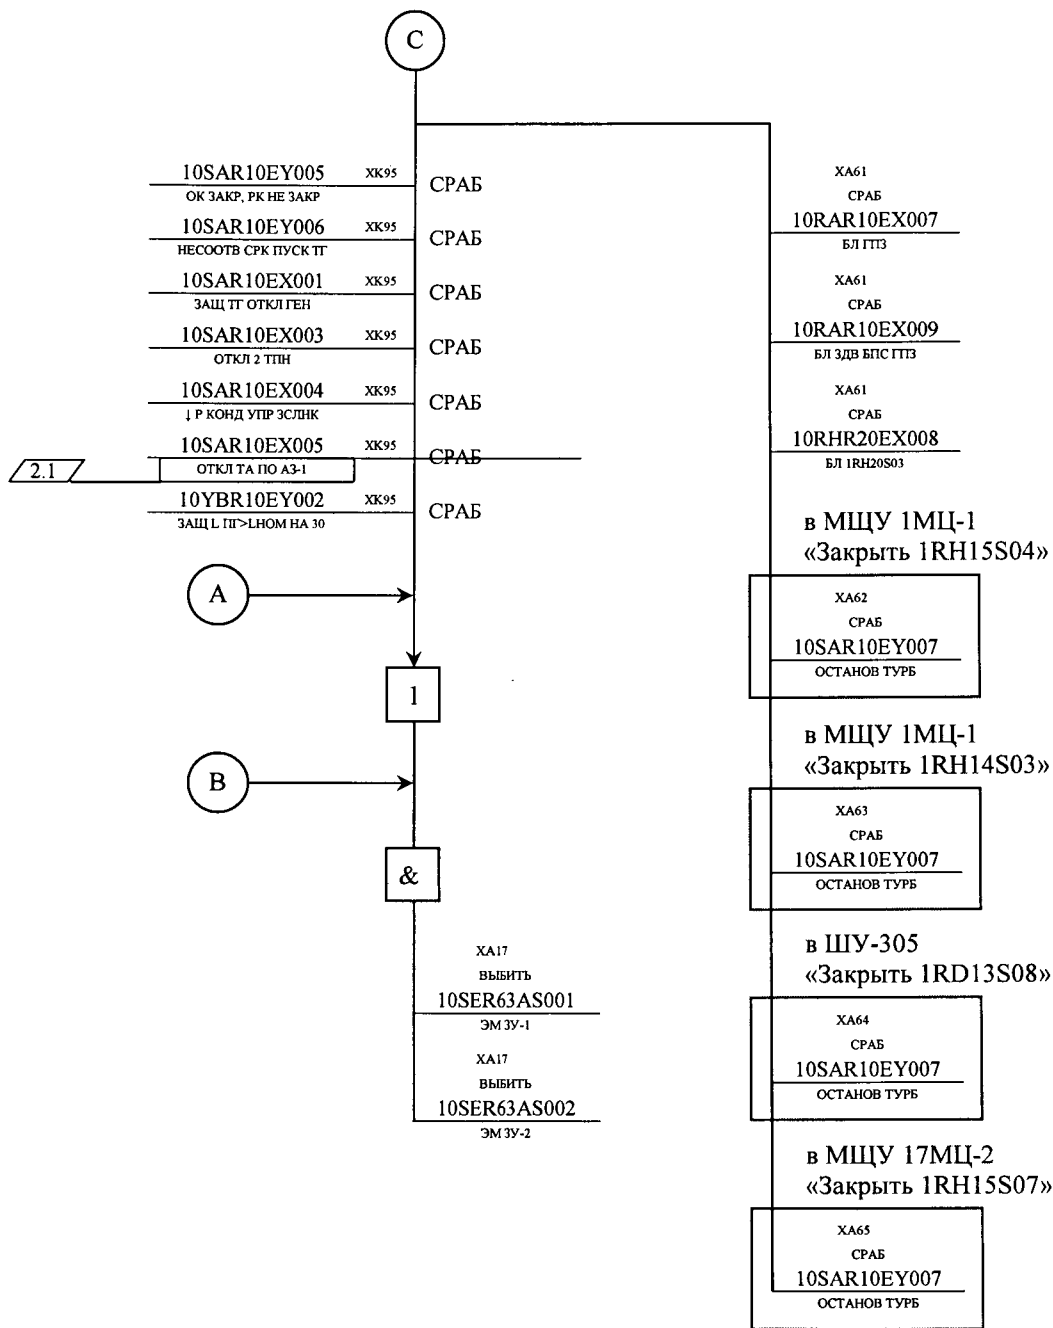 C
10SAR10EY005 XK95 СРАБ
ОК ЗАКР, РК НЕ ЗАКР
10SAR10EY006 XK95 СРАБ
НЕСООТВ СРК ПУСК ТГ
10SAR10EX001 XK95 СРАБ
ЗАЩ ТГ ОТКЛ ГЕН
10SAR10EX003 XK95 СРАБ
ОТКЛ 2 ТПН
10SAR10EX004 XK95 СРАБ
↓ Р КОНД УПР ЗСЛНК
10SAR10EX005 XK95 СРАБ
2.1
ОТКЛ ТА ПО АЗ-1
10YBR10EY002 XK95 СРАБ
ЗАЩ L ПГ>LНОМ НА 30
A
1
B
&
XA17
ВЫБИТЬ
10SER63AS001
ЭМ ЗУ-1
XA17
ВЫБИТЬ
10SER63AS002
ЭМ ЗУ-2
XA61
СРАБ
10RAR10EX007
БЛ ГПЗ
XA61
СРАБ
10RAR10EX009
БЛ ЗДВ БПС ГПЗ
XA61
СРАБ
10RHR20EX008
БЛ 1RH20S03
в МЩУ 1МЦ-1
«Закрыть 1RH15S04»
XA62
СРАБ
10SAR10EY007
ОСТАНОВ ТУРБ
в МЩУ 1МЦ-1
«Закрыть 1RH14S03»
XA63
СРАБ
10SAR10EY007
ОСТАНОВ ТУРБ
в ШУ-305
«Закрыть 1RD13S08»
XA64
СРАБ
10SAR10EY007
ОСТАНОВ ТУРБ
в МЩУ 17МЦ-2
«Закрыть 1RH15S07»
XA65
СРАБ
10SAR10EY007
ОСТАНОВ ТУРБ